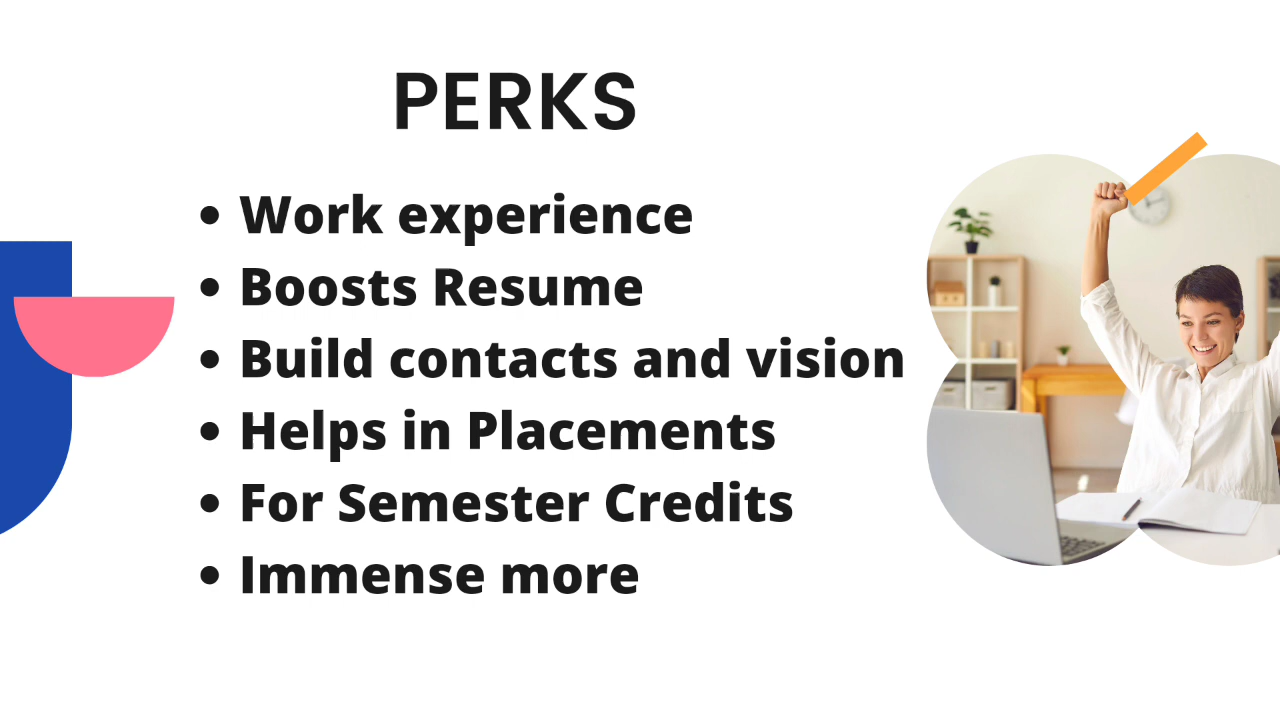 PERKS
• Work experience
• Boosts Resume
• Build contacts and vision
• Helps in Placements
• For Semester Credits
• Immense more